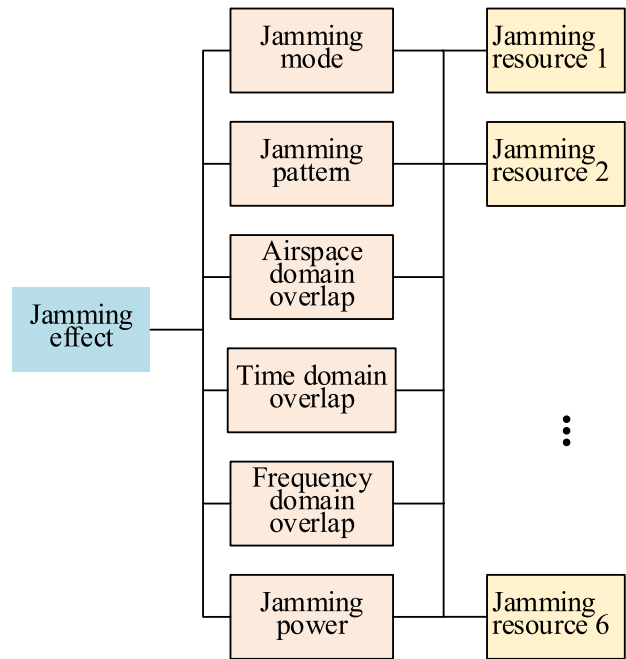 Jamming
effect
Jamming
mode
Jamming
pattern
Airspace
domain
overlap
Time domain
overlap
Frequency
domain
overlap
Jamming
power
Jamming
resource 1
Jamming
resource 2
Jamming
resource 6